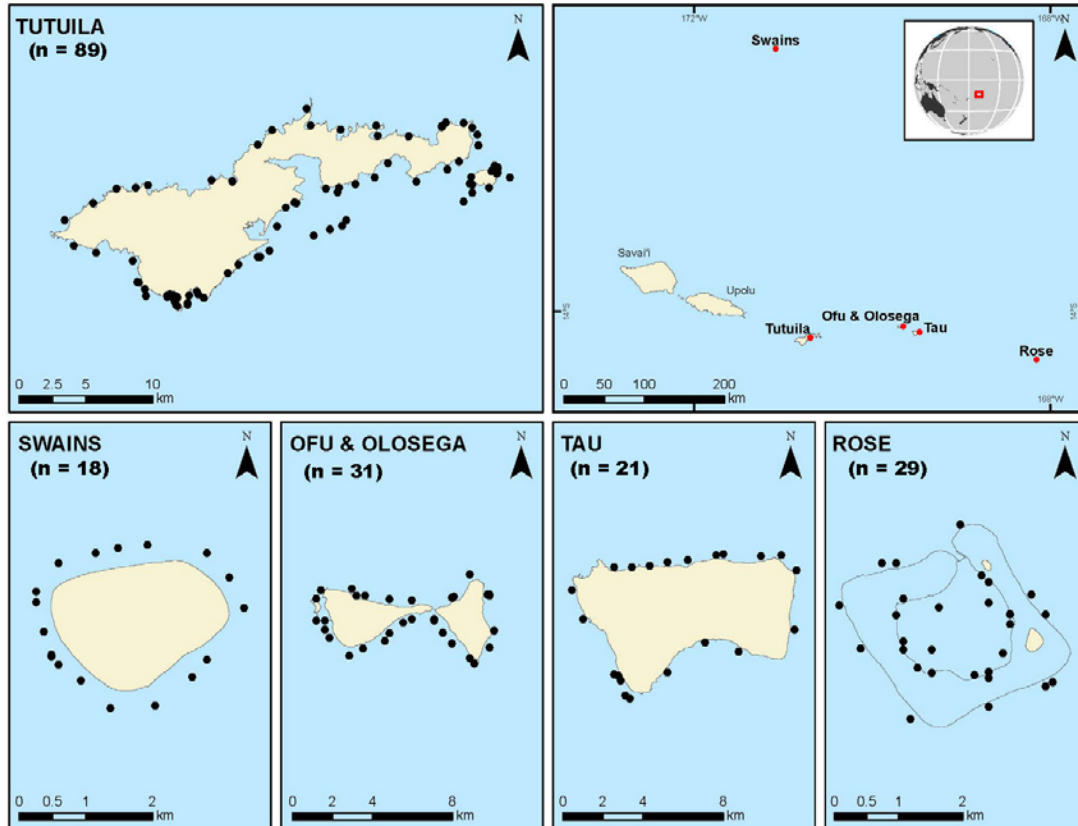 TUTUILA
(n = 89)
N
0 2.5 5 10
km
172°W
168°W
N
Swains
Savai'i
Upolu
14°S
14°S
Ofu & Olosega
Tutuila
Tau
Rose
0 50 100 200
km
172°W
168°W
SWAINS
(n = 18)
N
0 0.5 1 2
km
OFU & OLOSEGA
(n = 31)
N
0 2 4 8
km
TAU
(n = 21)
N
0 2 4 8
km
ROSE
(n = 29)
N
0 0.5 1 2
km